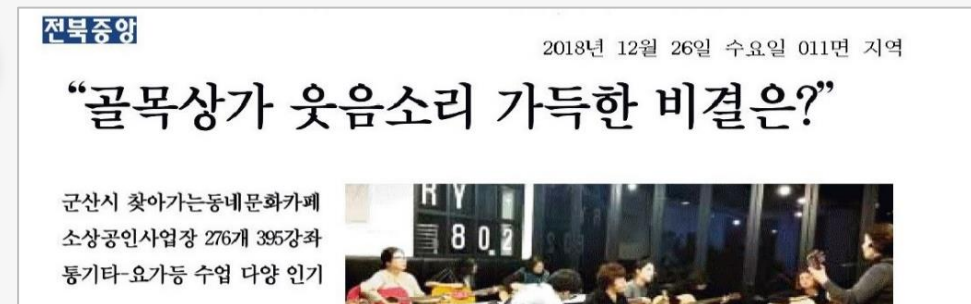 전북중앙
2018년 12월 26일 수요일 011면 지역
“골목상가 웃음소리 가득한 비결은?”
군산시 찾아가는동네문화카페
소상공인사업장 276개 395강좌
통기타-요가등 수업 다양 인기
RY
80.2